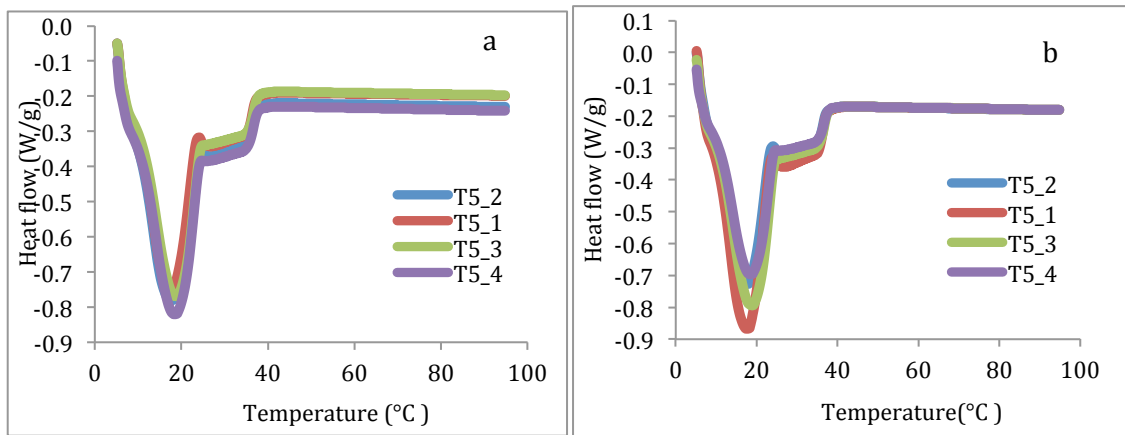 a
0.0
-0.1
-0.2
-0.3
-0.4
-0.5
-0.6
-0.7
-0.8
-0.9
Heat flow (W/g)
T5_2
T5_1
T5_3
T5_4
0 20 40 60 80 100
Temperature (°C )
b
0.1
0.0
-0.1
-0.2
-0.3
-0.4
-0.5
-0.6
-0.7
-0.8
-0.9
Heat flow (W/g)
T5_2
T5_1
T5_3
T5_4
0 20 40 60 80 100
Temperature(°C )